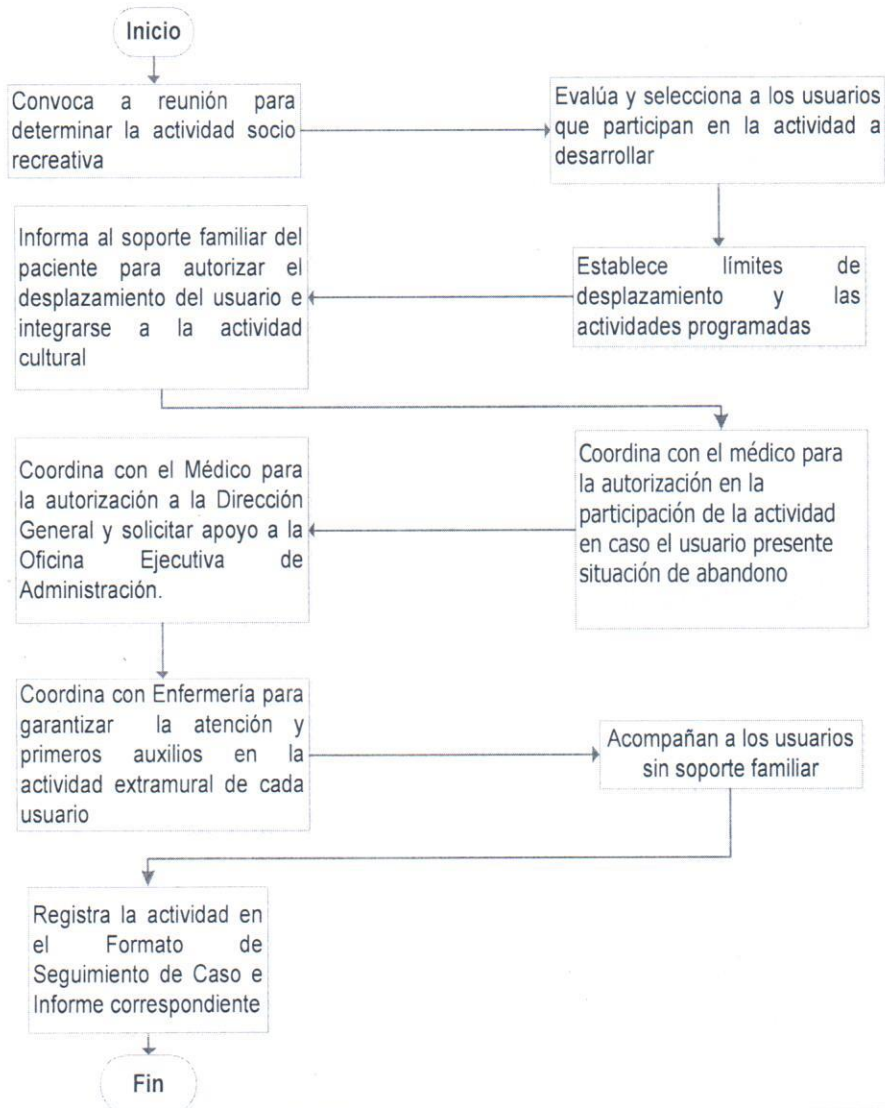 Inicio
Convoca a reunión para
determinar la actividad socio
recreativa
Evalúa y selecciona a los usuarios
que participan en la actividad a
desarrollar
Establece límites de
desplazamiento y las
actividades programadas
Informa al soporte familiar del
paciente para autorizar el
desplazamiento del usuario e
integrarse a la actividad
cultural
Coordina con el médico para
la autorización en la
participación de la actividad
en caso el usuario presente
situación de abandono
Coordina con el Médico para
la autorización a la Dirección
General y solicitar apoyo a la
Oficina Ejecutiva de
Administración.
Coordina con Enfermería para
garantizar la atención y
primeros auxilios en la
actividad extramural de cada
usuario
Acompañan a los usuarios
sin soporte familiar
Registra la actividad en
el Formato de
Seguimiento de Caso e
Informe correspondiente
Fin